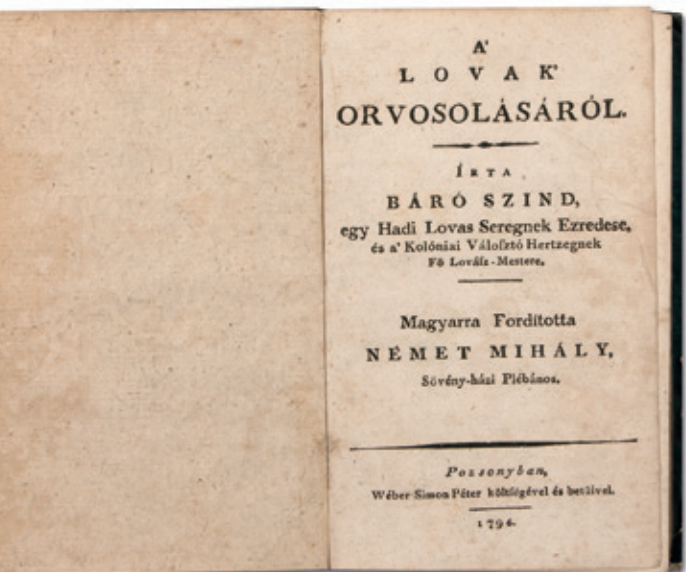 A'
LOVAK'
ORVOSOLÁSÁRÓL.
ÍRTA
BÁRÓ SZIND,
egy Hadi Lovas Seregnek Ezredese,
és a' Kolóniai Válosztó Hertzegnek
Fő Lovász-Mestere.
Magyarra Fordította
NÉMET MIHÁLY,
Sövény-házi Plébános.
Posonyban,
Wéber Simon Péter költségével és betűivel.